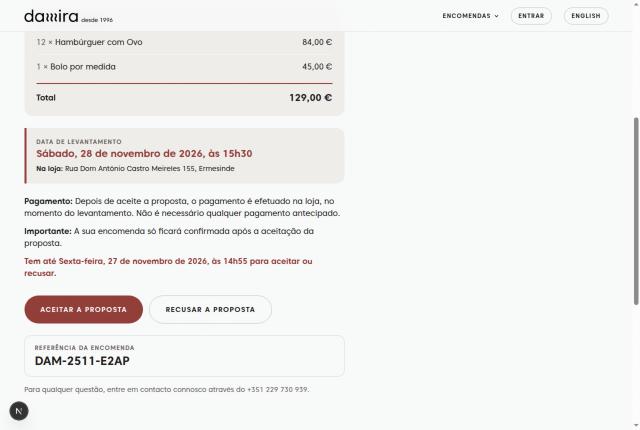 damira desde 1996
ENCOMENDAS
ENTRAR
ENGLISH
12 × Hambúrguer com Ovo 84,00 €
1 × Bolo por medida 45,00 €
Total 129,00 €
DATA DE LEVANTAMENTO
Sábado, 28 de novembro de 2026, às 15h30
Na loja: Rua Dom António Castro Meireles 155, Ermesinde
Pagamento: Depois de aceite a proposta, o pagamento é efetuado na loja, no
momento do levantamento. Não é necessário qualquer pagamento antecipado.
Importante: A sua encomenda só ficará confirmada após a aceitação da
proposta.
Tem até Sexta-feira, 27 de novembro de 2026, às 14h55 para aceitar ou
recusar.
ACEITAR A PROPOSTA
RECUSAR A PROPOSTA
REFERÊNCIA DA ENCOMENDA
DAM-2511-E2AP
Para qualquer questão, entre em contacto connosco através do +351 229 730 939.
N